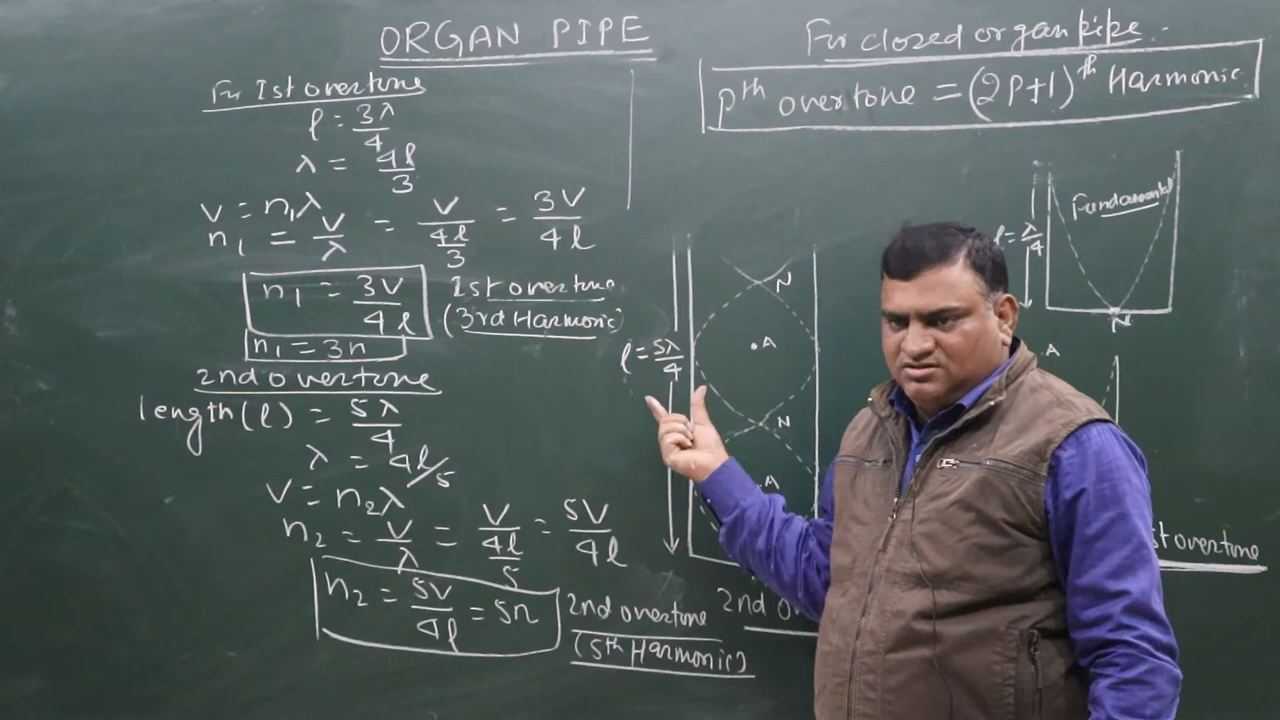 ORGAN PIPE
For 1st overtone
l = 3λ/4
λ = 4l/3
v = n₁λ
n₁ = V/λ = V/(4l/3) = 3V/4l
n₁ = 3V/4l 1st overtone
(3rd Harmonic)
n₁ = 3n
2nd overtone
length (l) = 5λ/4
λ = 4l/5
v = n₂λ
n₂ = V/λ = V/(4l/5) = 5V/4l
n₂ = 5V/4l = 5n 2nd overtone
(5th Harmonic)
For closed organ pipe
pth overtone = (2P+1)th Harmonic
Fundamental
l = λ/4
N
N
A
N
A
l = 5λ/4
2nd
A
st overtone